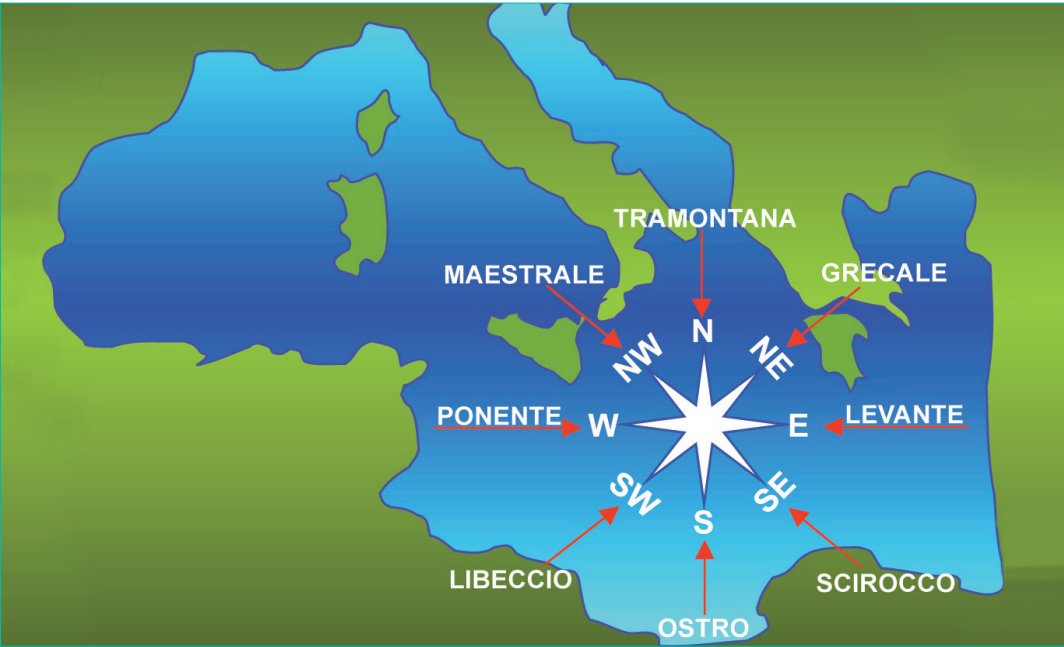 TRAMONTANA
MAESTRALE
GRECALE
N
NW
NE
PONENTE
W
E
LEVANTE
SW
SE
S
LIBECCIO
SCIROCCO
OSTRO